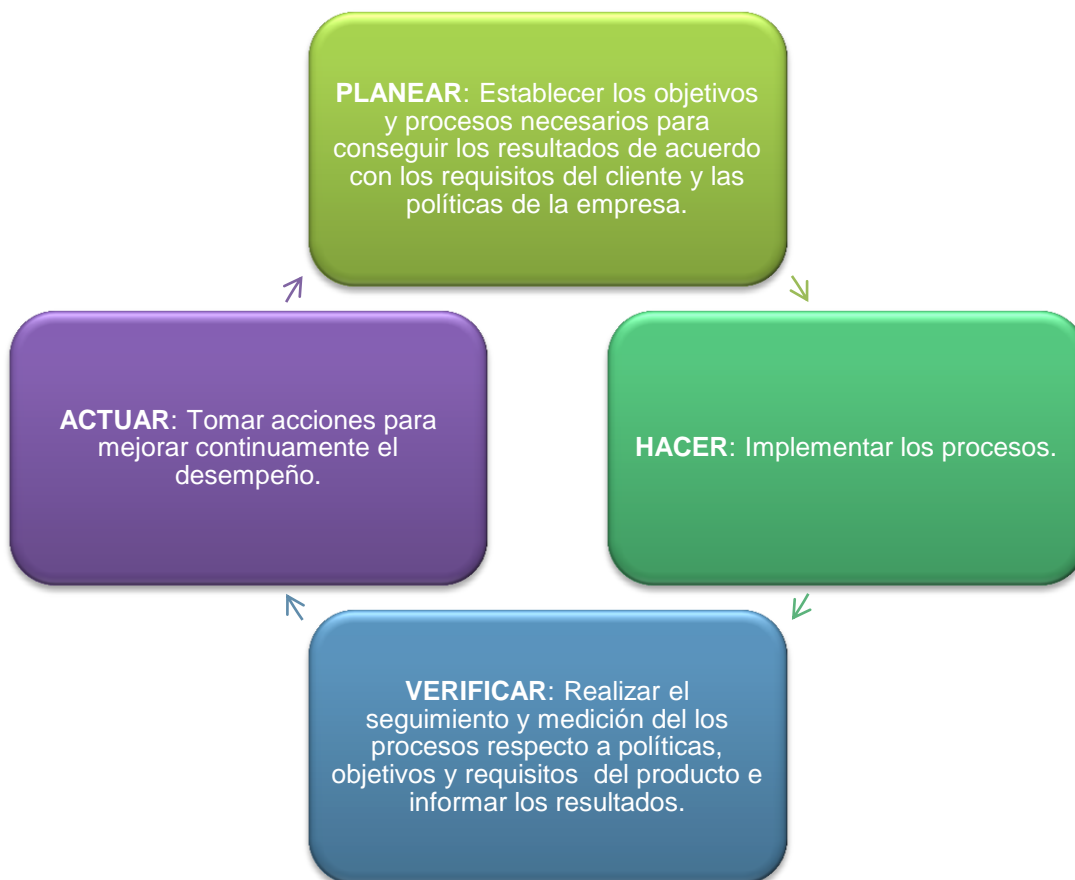 PLANEAR: Establecer los objetivos
y procesos necesarios para
conseguir los resultados de acuerdo
con los requisitos del cliente y las
políticas de la empresa.
ACTUAR: Tomar acciones para
mejorar continuamente el
desempeño.
HACER: Implementar los procesos.
VERIFICAR: Realizar el
seguimiento y medición del los
procesos respecto a políticas,
objetivos y requisitos  del producto e
informar los resultados.